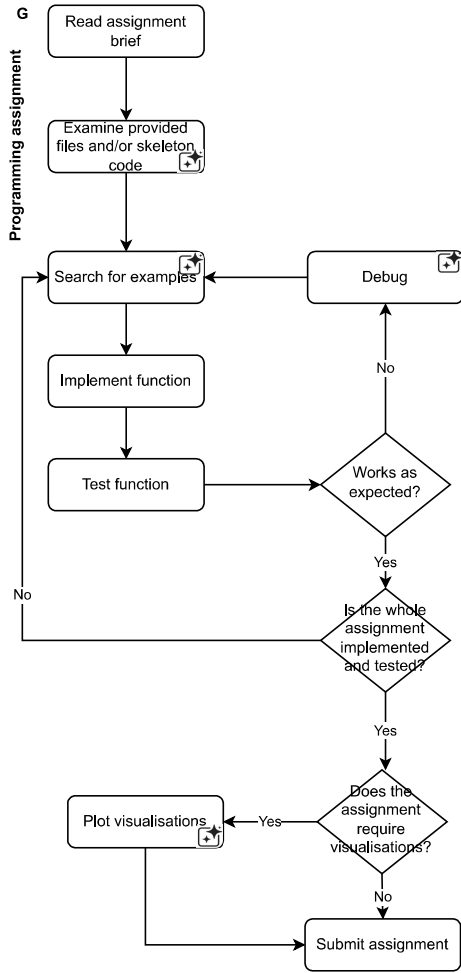 G
Programming assignment
Read assignment
brief
Examine provided
files and/or skeleton
code
Search for examples
Debug
Implement function
No
Test function
Works as
expected?
Yes
No
Is the whole
assignment
implemented
and tested?
Yes
Does the
assignment
require
visualisations?
Yes
Plot visualisations
No
Submit assignment